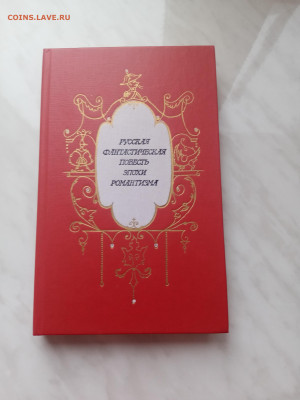 COINS.LAVE.RU
РУССКАЯ
ФАНТАСТИЧЕСКАЯ
ПОВЕСТЬ
ЭПОХИ
РОМАНТИЗМА